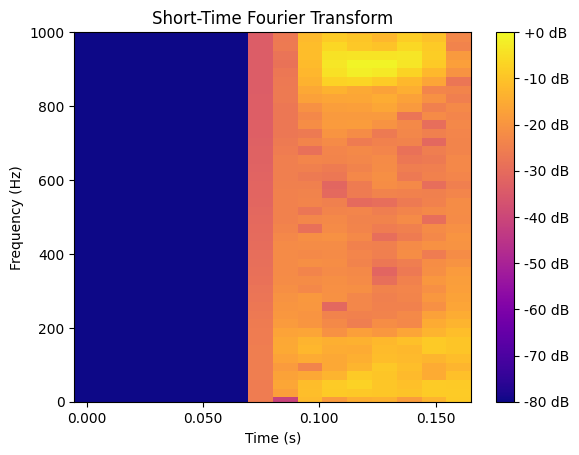 Short-Time Fourier Transform
Frequency (Hz)
1000
800
600
400
200
0
0.000
0.050
0.100
0.150
Time (s)
+0 dB
-10 dB
-20 dB
-30 dB
-40 dB
-50 dB
-60 dB
-70 dB
-80 dB